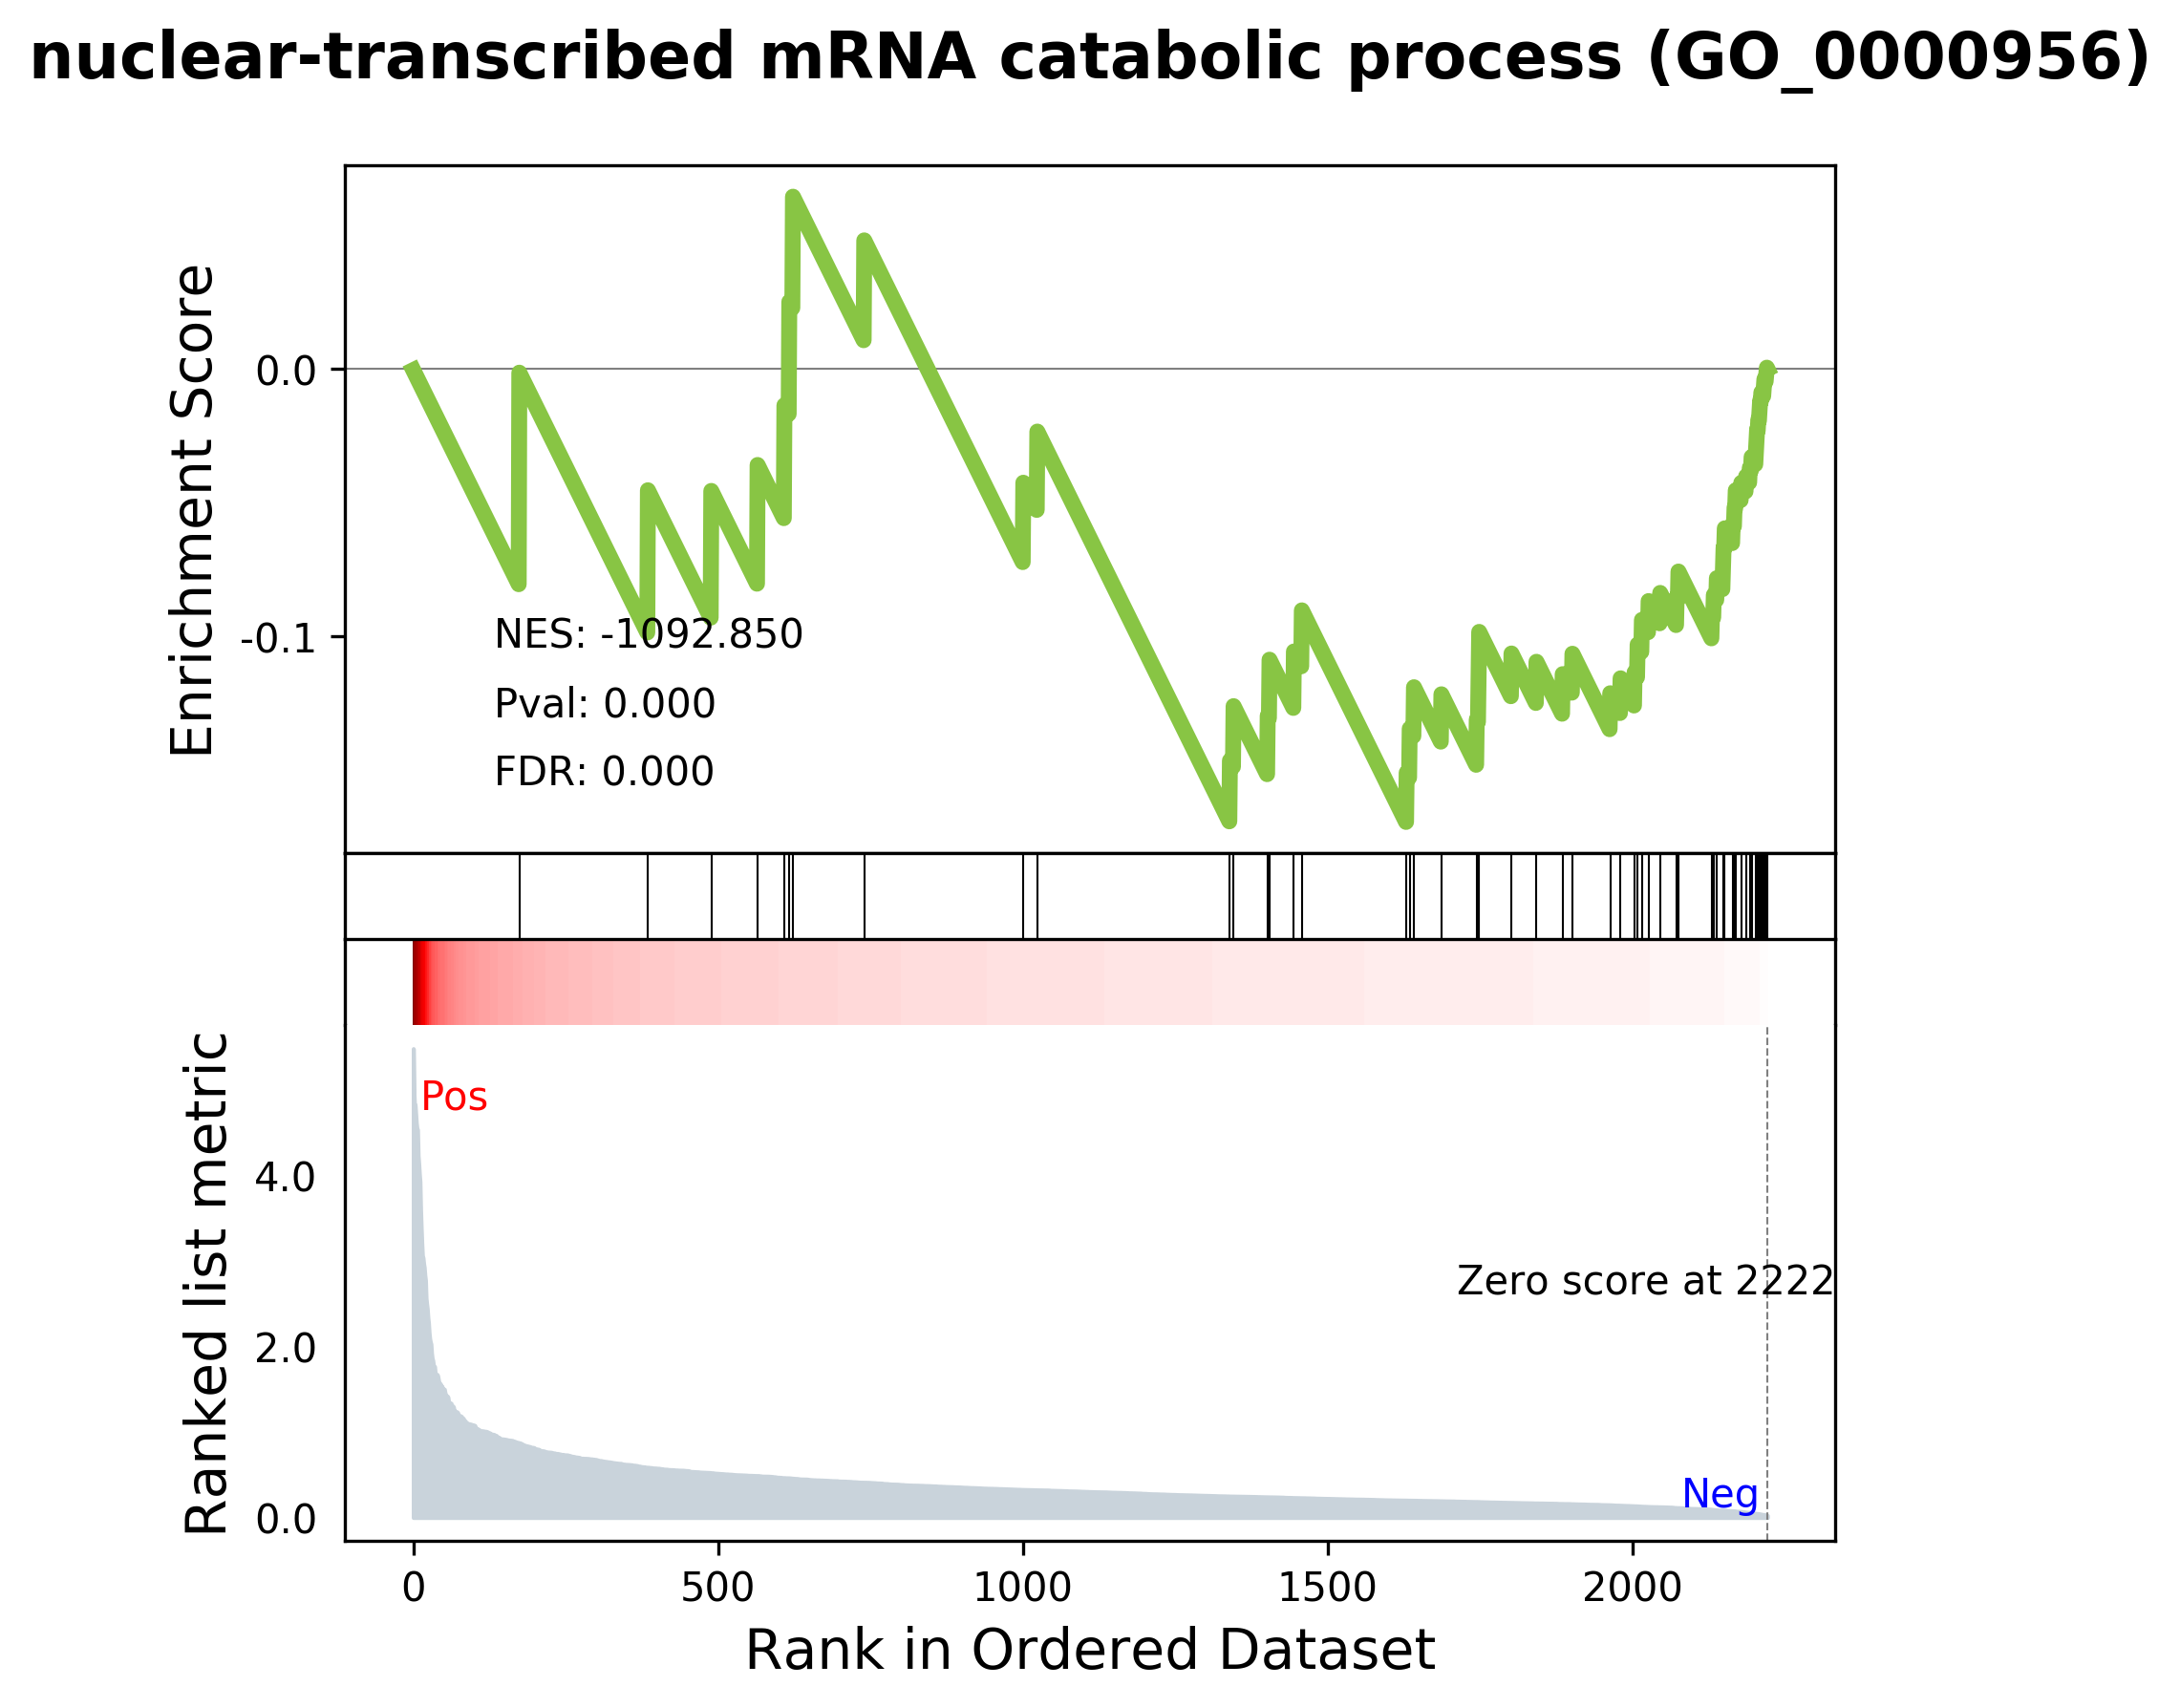 nuclear-transcribed mRNA catabolic process (GO_0000956)
Enrichment Score
0.0
-0.1
NES: -1092.850
Pval: 0.000
FDR: 0.000
Ranked list metric
Pos
4.0
Zero score at 2222
2.0
Neg
0.0
0 500 1000 1500 2000
Rank in Ordered Dataset